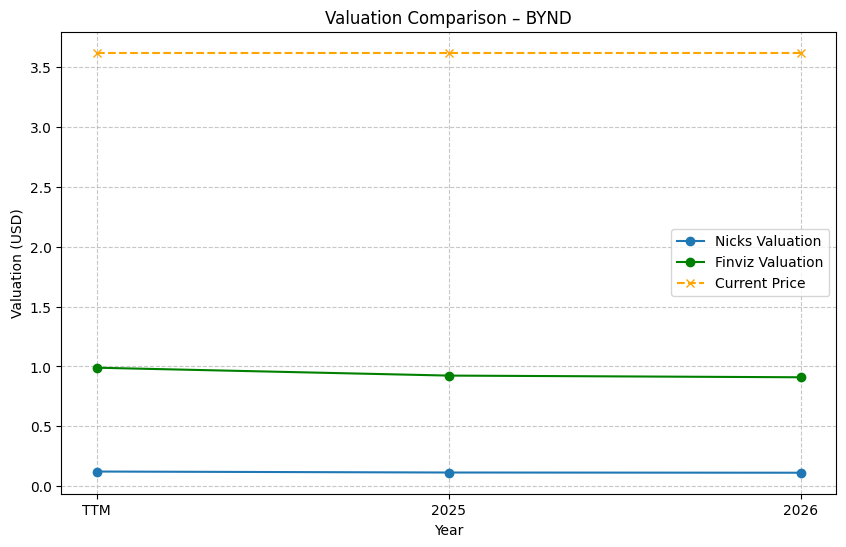 Valuation Comparison – BYND
Valuation (USD)
3.5
3.0
2.5
2.0
1.5
1.0
0.5
0.0
Nicks Valuation
Finviz Valuation
Current Price
TTM
2025
2026
Year